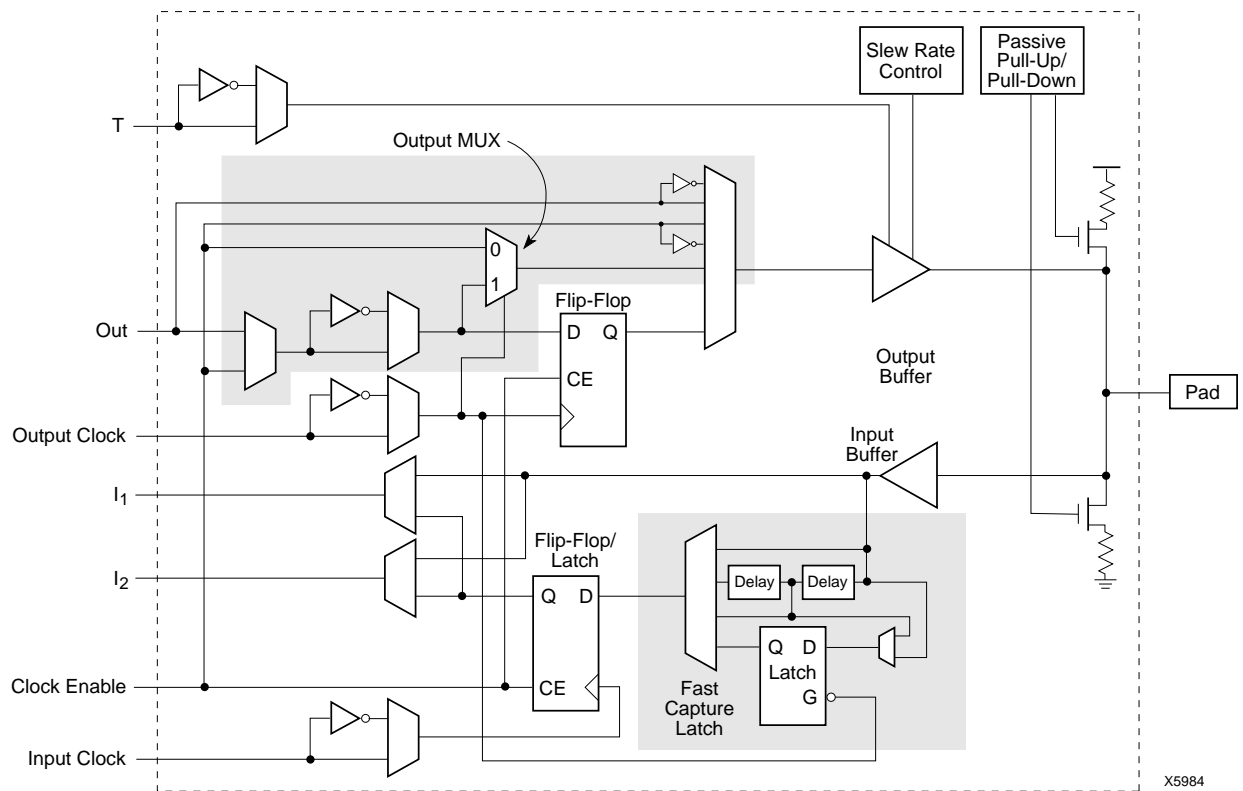 Slew Rate
Control
Passive
Pull-Up/
Pull-Down
T
Output MUX
0
1
Flip-Flop
Out
D Q
CE
Output
Buffer
Pad
Output Clock
Input
Buffer
I1
Flip-Flop/
Latch
I2
Delay
Delay
Q D
Q D
Latch
G
Clock Enable
CE
Fast
Capture
Latch
Input Clock
X5984